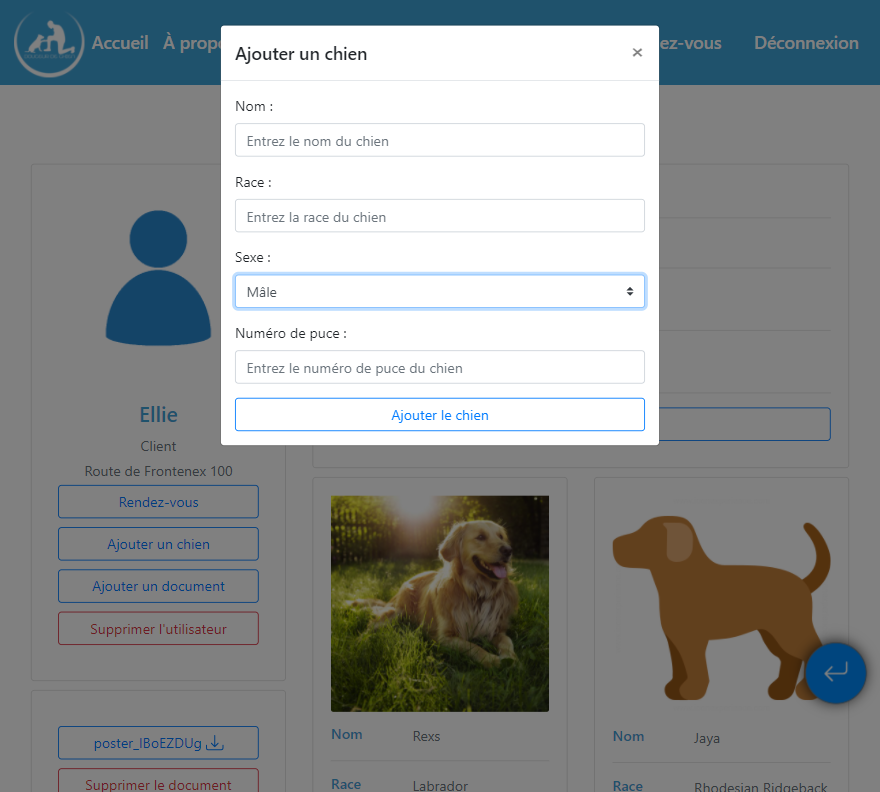 Accueil
À prop
ez-vous
Déconnexion
Ajouter un chien
×
Nom :
Entrez le nom du chien
Race :
Entrez la race du chien
Sexe :
Mâle
Numéro de puce :
Entrez le numéro de puce du chien
Ajouter le chien
Ellie
Client
Route de Frontenex 100
Rendez-vous
Ajouter un chien
Ajouter un document
Supprimer l'utilisateur
poster_lBoEZDUg
Supprimer le document
Nom Rexs
Race Labrador
Nom Jaya
Race Rhodesian Ridgeback